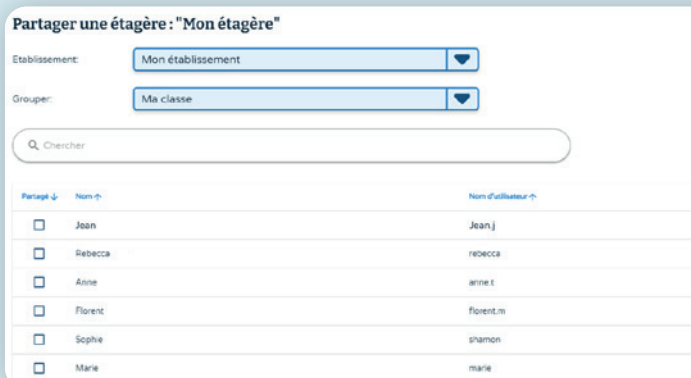 Partager une étagère : "Mon étagère"
Etablissement: Mon établissement
Grouper: Ma classe
Chercher
Partagé Nom Nom d'utilisateur
Jean Jean.j
Rebecca rebecca
Anne anne.t
Florent florent.m
Sophie shamon
Marie marie